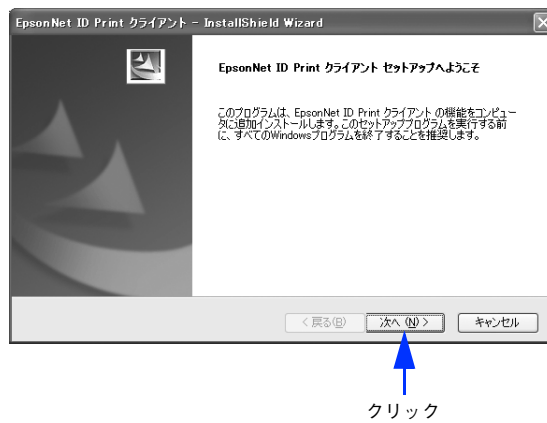 EpsonNet ID Print クライアント - InstallShield Wizard
EpsonNet ID Print クライアント セットアップへようこそ
このプログラムは、EpsonNet ID Print クライアント の機能をコンピュー
タに追加インストールします。このセットアッププログラムを実行する前
に、すべてのWindowsプログラムを終了することを推奨します。
< 戻る(B)
次へ (N) >
キャンセル
クリック